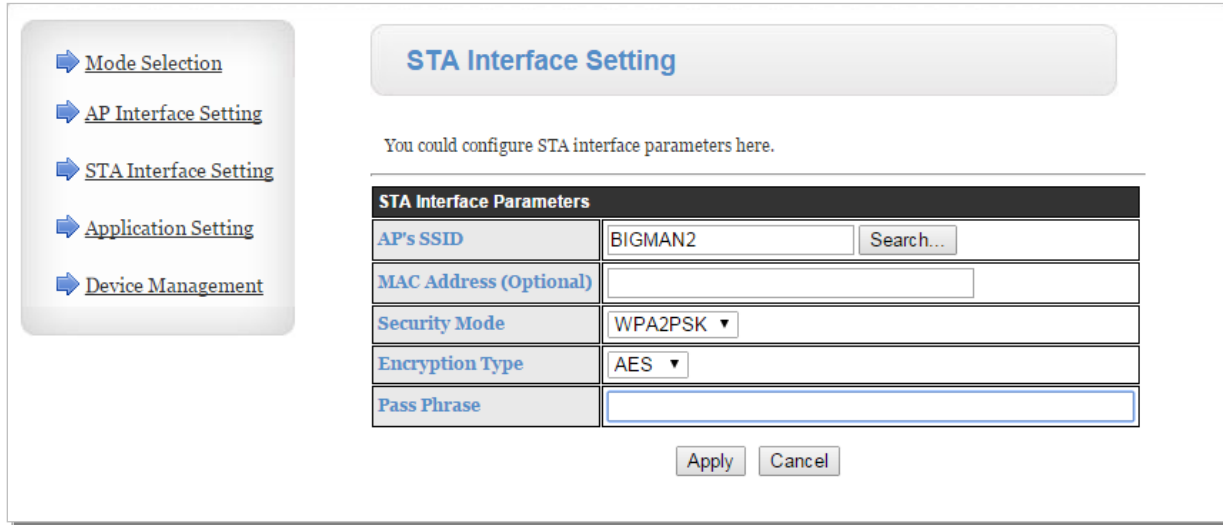 Mode Selection
AP Interface Setting
STA Interface Setting
Application Setting
Device Management
STA Interface Setting
You could configure STA interface parameters here.
STA Interface Parameters
AP's SSID BIGMAN2 Search...
MAC Address (Optional)
Security Mode WPA2PSK
Encryption Type AES
Pass Phrase
Apply Cancel